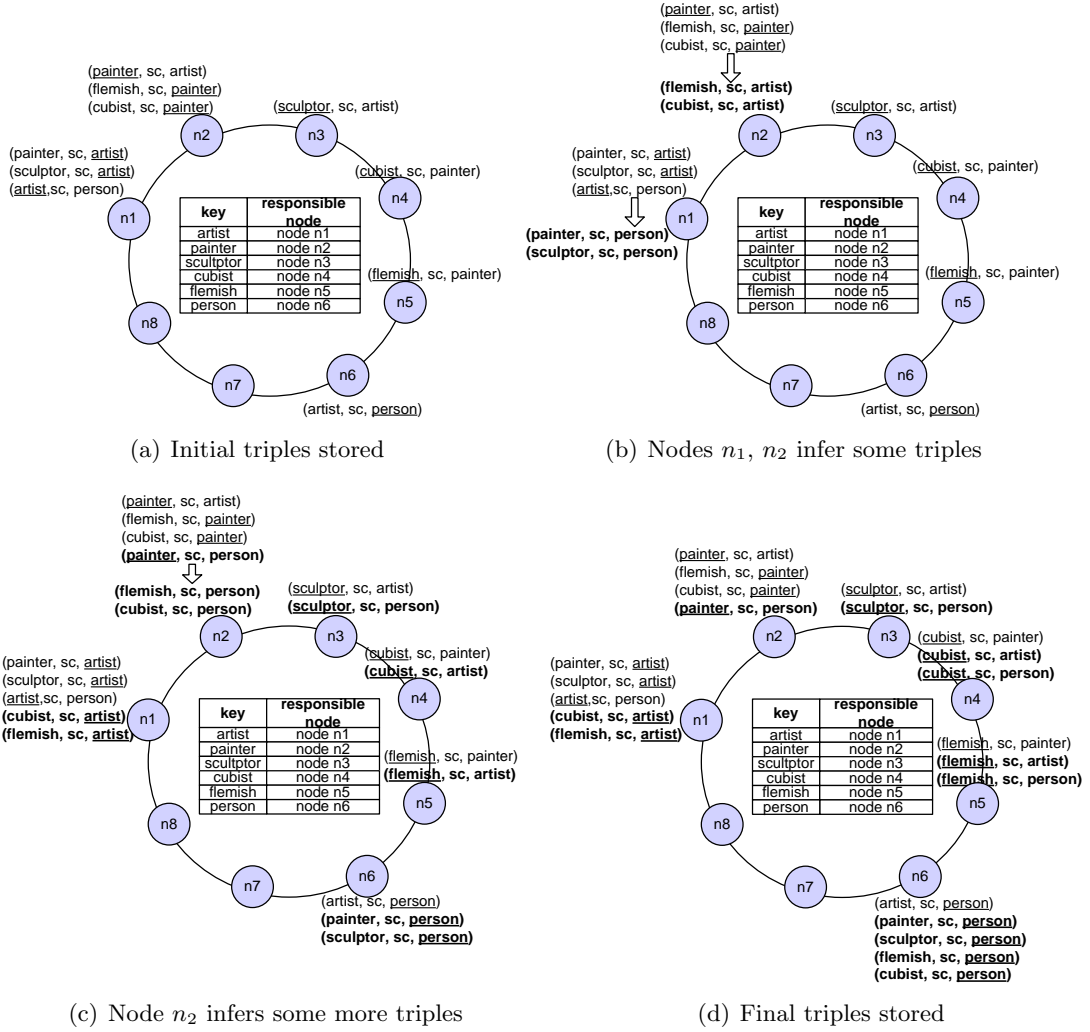 (painter, sc, artist)
(flemish, sc, painter)
(cubist, sc, painter)
(sculptor, sc, artist)
n2
n3
(painter, sc, artist)
(sculptor, sc, artist)
(artist,sc, person)
(cubist, sc, painter)
n1
n4
key responsible node
artist node n1
painter node n2
scultptor node n3
cubist node n4
flemish node n5
person node n6
(flemish, sc, painter)
n5
n8
n7
n6
(artist, sc, person)
(a) Initial triples stored
(painter, sc, artist)
(flemish, sc, painter)
(cubist, sc, painter)
(flemish, sc, artist)
(cubist, sc, artist)
(sculptor, sc, artist)
n2
n3
(painter, sc, artist)
(sculptor, sc, artist)
(artist,sc, person)
(cubist, sc, painter)
n1
n4
(painter, sc, person)
(sculptor, sc, person)
key responsible node
artist node n1
painter node n2
scultptor node n3
cubist node n4
flemish node n5
person node n6
(flemish, sc, painter)
n5
n8
n7
n6
(artist, sc, person)
(b) Nodes n1, n2 infer some triples
(painter, sc, artist)
(flemish, sc, painter)
(cubist, sc, painter)
(painter, sc, person)
(flemish, sc, person)
(cubist, sc, person)
(sculptor, sc, artist)
(sculptor, sc, person)
n2
n3
(painter, sc, artist)
(sculptor, sc, artist)
(artist,sc, person)
(cubist, sc, artist)
(flemish, sc, artist)
(cubist, sc, painter)
(cubist, sc, artist)
n1
n4
key responsible node
artist node n1
painter node n2
scultptor node n3
cubist node n4
flemish node n5
person node n6
(flemish, sc, painter)
(flemish, sc, artist)
n5
n8
n7
n6
(artist, sc, person)
(painter, sc, person)
(sculptor, sc, person)
(c) Node n2 infers some more triples
(painter, sc, artist)
(flemish, sc, painter)
(cubist, sc, painter)
(painter, sc, person)
(sculptor, sc, artist)
(sculptor, sc, person)
n2
n3
(cubist, sc, painter)
(cubist, sc, artist)
(cubist, sc, person)
(painter, sc, artist)
(sculptor, sc, artist)
(artist,sc, person)
(cubist, sc, artist)
(flemish, sc, artist)
n1
n4
key responsible node
artist node n1
painter node n2
scultptor node n3
cubist node n4
flemish node n5
person node n6
(flemish, sc, painter)
(flemish, sc, artist)
(flemish, sc, person)
n5
n8
n7
n6
(artist, sc, person)
(painter, sc, person)
(sculptor, sc, person)
(flemish, sc, person)
(cubist, sc, person)
(d) Final triples stored